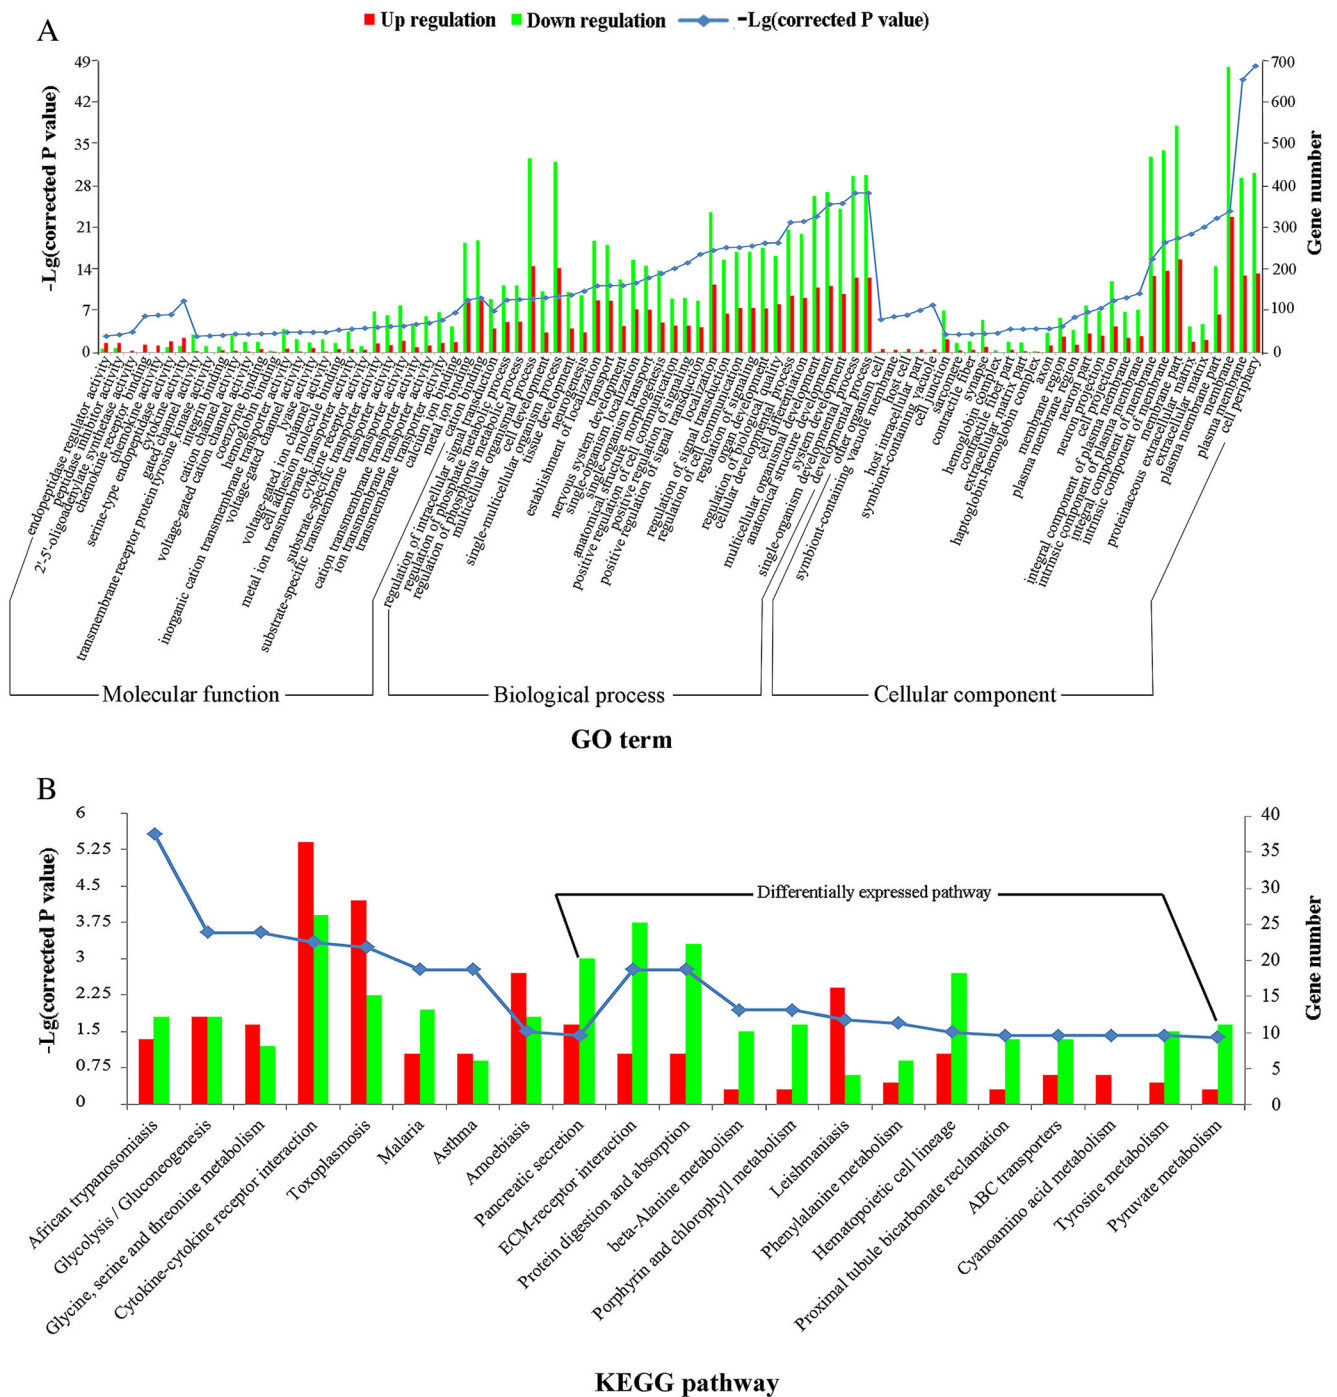 A
Up regulation Down regulation -Lg(corrected P value)
-Lg(corrected P value)
49
42
35
28
21
14
7
0
700
600
500
400
300
200
100
0
Gene number
endopeptidase regulator activity
peptidase inhibitor activity
2'-5'-oligoadenylate synthetase activity
chemokine receptor binding
chemokine activity
serine-type endopeptidase activity
cytokine activity
gated channel activity
transmembrane receptor protein tyrosine kinase activity
integrin binding
cation channel activity
channel activity
voltage-gated cation channel activity
coenzyme binding
hemoglobin binding
inorganic cation transmembrane transporter activity
voltage-gated channel activity
lyase activity
voltage-gated ion channel activity
cell adhesion molecule binding
metal ion transmembrane transporter activity
cytokine receptor activity
substrate-specific transporter activity
substrate-specific transmembrane transporter activity
cation transmembrane transporter activity
ion transmembrane transporter activity
transmembrane transporter activity
calcium ion binding
metal ion binding
cation binding
regulation of intracellular signal transduction
regulation of phosphate metabolic process
regulation of phosphorus metabolic process
multicellular organismal process
cell development
single-multicellular organism process
tissue development
neurogenesis
establishment of localization
transport
nervous system development
single-organism localization
single-organism transport
anatomical structure morphogenesis
positive regulation of cell communication
positive regulation of signaling
positive regulation of signal transduction
localization
regulation of signal transduction
regulation of cell communication
regulation of signaling
organ development
regulation of biological quality
cellular developmental process
cell differentiation
multicellular organismal development
anatomical structure development
system development
single-organism developmental process
developmental process
other organism cell
symbiont-containing vacuole membrane
host cell
host intracellular part
symbiont-containing vacuole
cell junction
sarcomere
contractile fiber
synapse
hemoglobin complex
contractile fiber part
extracellular matrix part
haptoglobin-hemoglobin complex
axon
membrane region
plasma membrane region
neuron part
neuron projection
cell projection
integral component of plasma membrane
intrinsic component of plasma membrane
integral component of membrane
intrinsic component of membrane
membrane part
proteinaceous extracellular matrix
extracellular matrix
plasma membrane part
membrane
plasma membrane
cell periphery
Molecular function
Biological process
Cellular component
GO term
B
-Lg(corrected P value)
6
5.25
4.5
3.75
3
2.25
1.5
0.75
0
40
35
30
25
20
15
10
5
0
Gene number
Differentially expressed pathway
African trypanosomiasis
Glycolysis / Gluconeogenesis
Glycine, serine and threonine metabolism
Cytokine-cytokine receptor interaction
Toxoplasmosis
Malaria
Asthma
Amoebiasis
Pancreatic secretion
ECM-receptor interaction
Protein digestion and absorption
beta-Alanine metabolism
Porphyrin and chlorophyll metabolism
Leishmaniasis
Phenylalanine metabolism
Hematopoietic cell lineage
Proximal tubule bicarbonate reclamation
ABC transporters
Cyanoamino acid metabolism
Tyrosine metabolism
Pyruvate metabolism
KEGG pathway